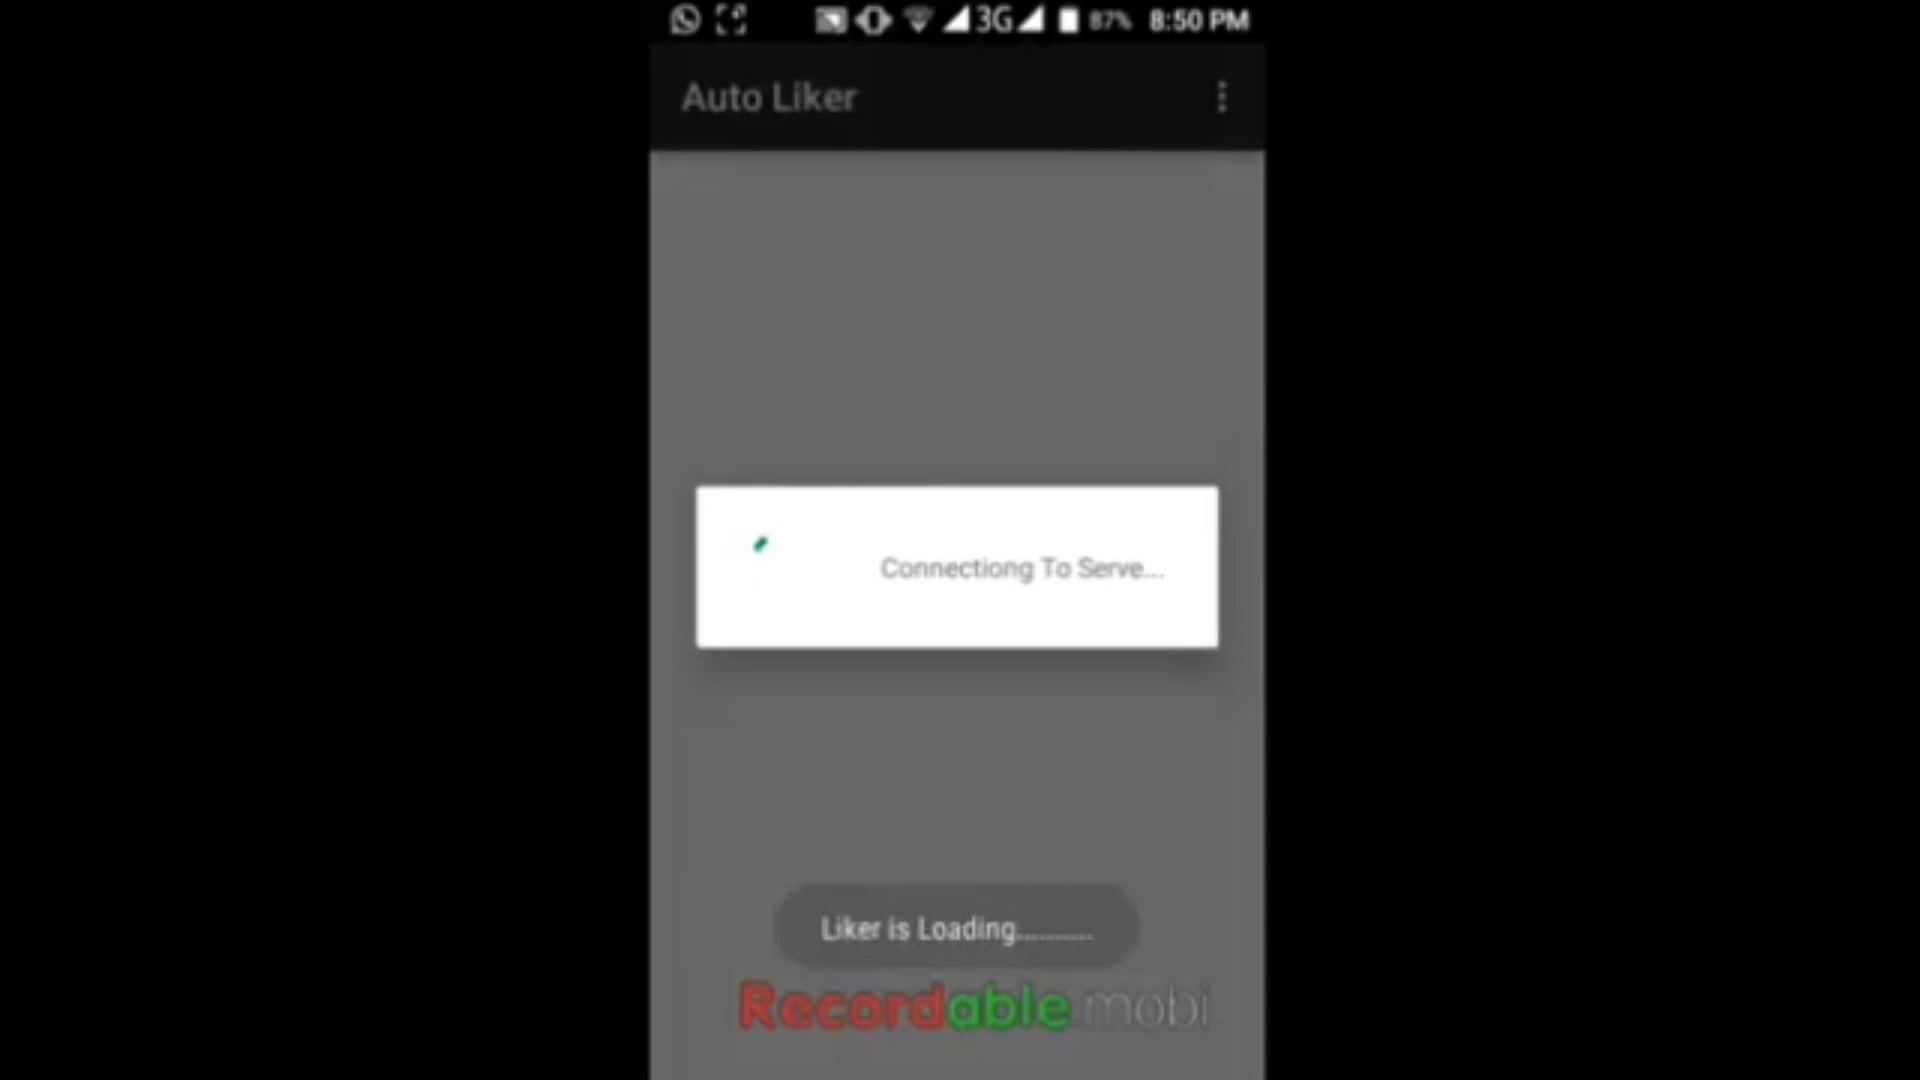 3G 87% 8:50 PM
Auto Liker
Connectiong To Serve...
Liker is Loading...........
Recordable.mobi